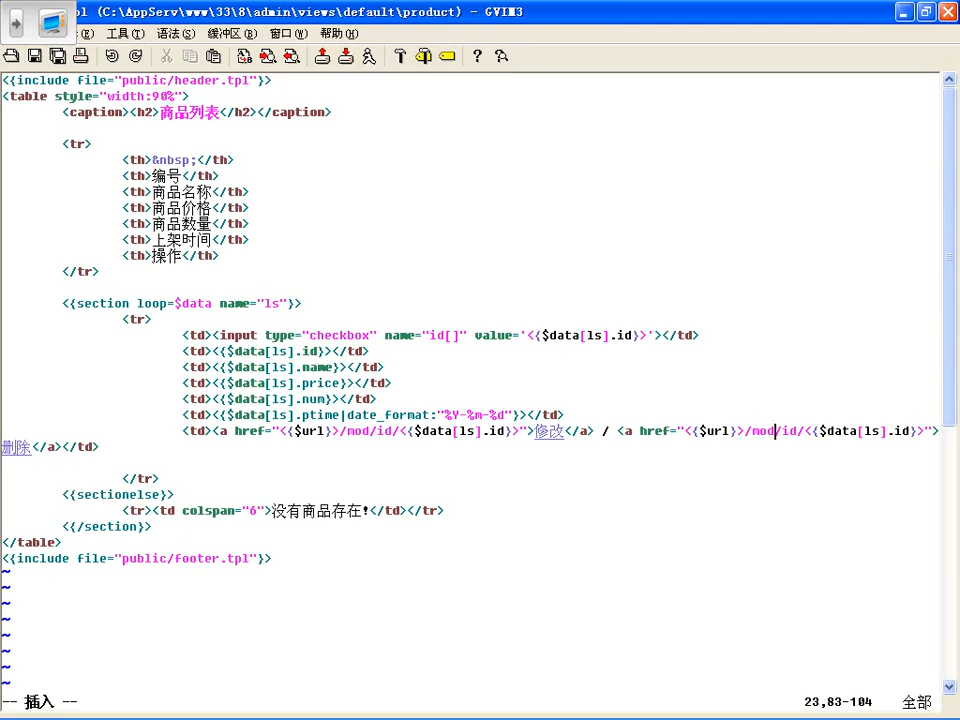 pl (C:\AppServ\www\33\8\admin\views\default\product) - GVIM3
(E) 工具(T) 语法(S) 缓冲区(B) 窗口(W) 帮助(H)
<{include file="public/header.tpl"}>
<table style="width:90%">
<caption><h2>商品列表</h2></caption>
<tr>
<th>&nbsp;</th>
<th>编号</th>
<th>商品名称</th>
<th>商品价格</th>
<th>商品数量</th>
<th>上架时间</th>
<th>操作</th>
</tr>
<{section loop=$data name="ls"}>
<tr>
<td><input type="checkbox" name="id[]" value='<{$data[ls].id}>'></td>
<td><{$data[ls].id}></td>
<td><{$data[ls].name}></td>
<td><{$data[ls].price}></td>
<td><{$data[ls].num}></td>
<td><{$data[ls].ptime|date_format:"%Y-%m-%d"}></td>
<td><a href="<{$url}>/mod/id/<{$data[ls].id}>">修改</a> / <a href="<{$url}>/mod/id/<{$data[ls].id}>">
删除</a></td>
</tr>
<{sectionelse}>
<tr><td colspan="6">没有商品存在!</td></tr>
<{/section}>
</table>
<{include file="public/footer.tpl"}>
~
~
~
~
~
~
~
~
-- 插入 -- 23,83-104 全部